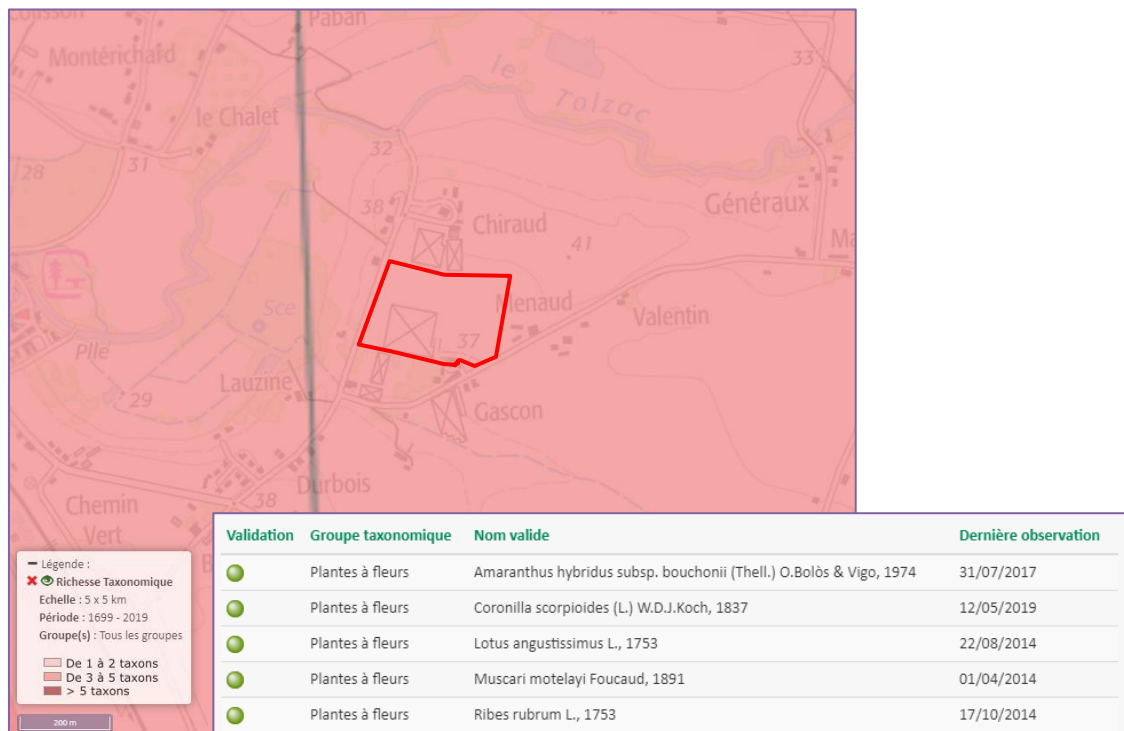 Paban
Montérichard
le Chalet
le Tolzac
33
31
32
28
38
Généraux
Chiraud
41
Sce
Menaud
Valentin
37
Plle
29
Lauzine
Gascon
Durbois
38
Chemin
Vert
Légende :
Richesse Taxonomique
Echelle : 5 x 5 km
Période : 1699 - 2019
Groupe(s) : Tous les groupes
De 1 à 2 taxons
De 3 à 5 taxons
> 5 taxons
200 m
Validation Groupe taxonomique Nom valide Dernière observation
Plantes à fleurs Amaranthus hybridus subsp. bouchonii (Thell.) O.Bolòs & Vigo, 1974 31/07/2017
Plantes à fleurs Coronilla scorpioides (L.) W.D.J.Koch, 1837 12/05/2019
Plantes à fleurs Lotus angustissimus L., 1753 22/08/2014
Plantes à fleurs Muscari motelayi Foucaud, 1891 01/04/2014
Plantes à fleurs Ribes rubrum L., 1753 17/10/2014